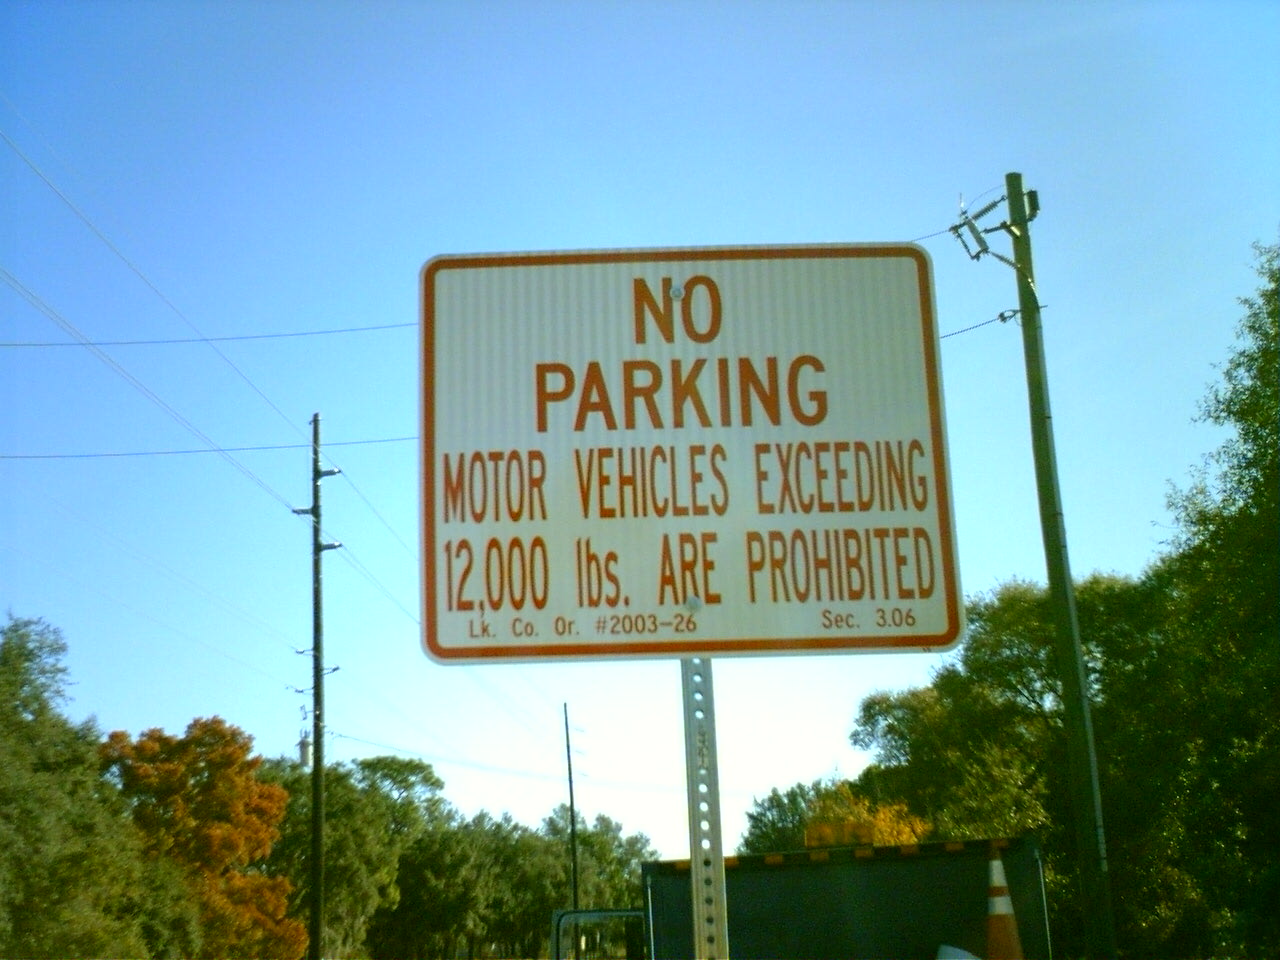 NO
PARKING
MOTOR VEHICLES EXCEEDING
12,000 lbs. ARE PROHIBITED
Lk. Co. Or. #2003-26 Sec. 3.06